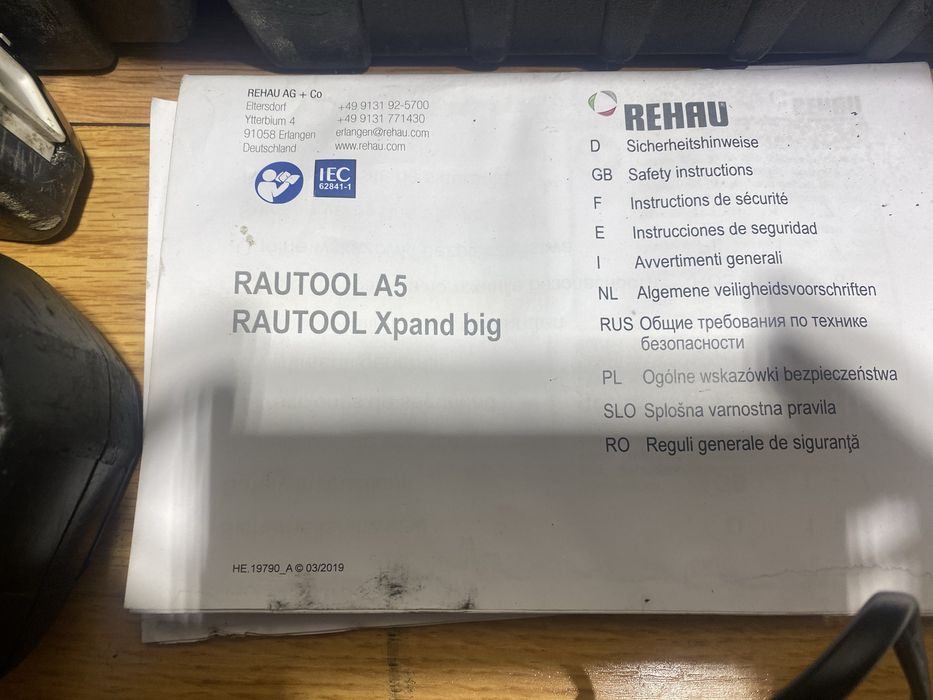 REHAU AG + Co
Eltersdorf +49 9131 92-5700
Ytterbium 4 +49 9131 771430
91058 Erlangen erlangen@rehau.com
Deutschland www.rehau.com
IEC
62841-1
RAUTOOL A5
RAUTOOL Xpand big
HE.19790_A © 03/2019
REHAU
D Sicherheitshinweise
GB Safety instructions
F Instructions de sécurité
E Instrucciones de seguridad
I Avvertimenti generali
NL Algemene veiligheidsvoorschriften
RUS Общие требования по технике
безопасности
PL Ogólne wskazówki bezpieczeństwa
SLO Splošna varnostna pravila
RO Reguli generale de siguranţă